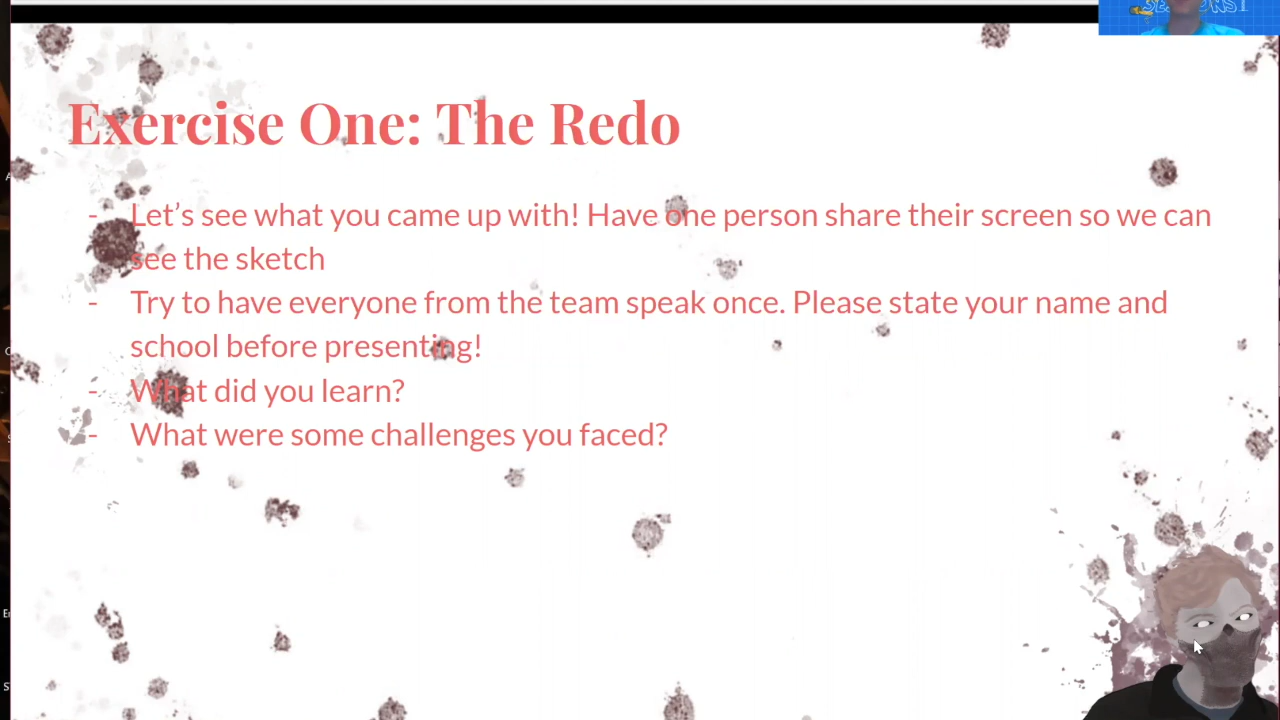 Exercise One: The Redo
- Let's see what you came up with! Have one person share their screen so we can
see the sketch
- Try to have everyone from the team speak once. Please state your name and
school before presenting!
- What did you learn?
- What were some challenges you faced?